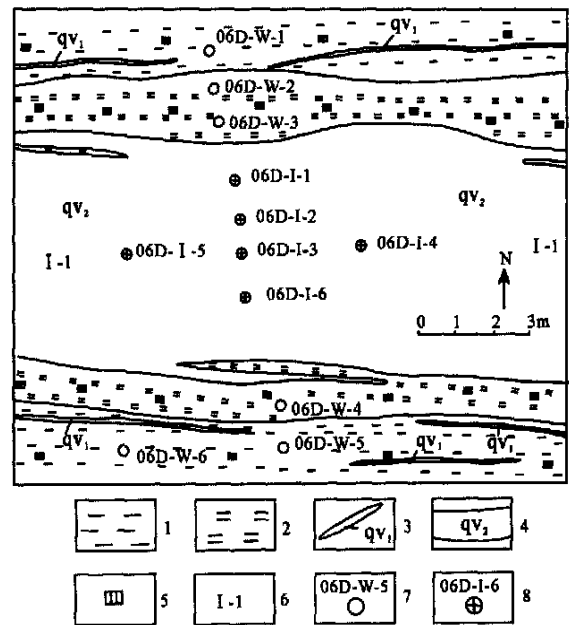 qv₁
06D-W-1
qv₁
06D-W-2
06D-W-3
06D-I-1
qv₂
06D-I-2
qv₂
I-1
06D-I-5
06D-I-3
06D-I-4
I-1
06D-I-6
N
0 1 2 3m
06D-W-4
qv₁
06D-W-5
qv₁
qv₁
06D-W-6
1
2
qv₁
3
qv₂
4
5
I-1
6
06D-W-5
7
06D-I-6
8